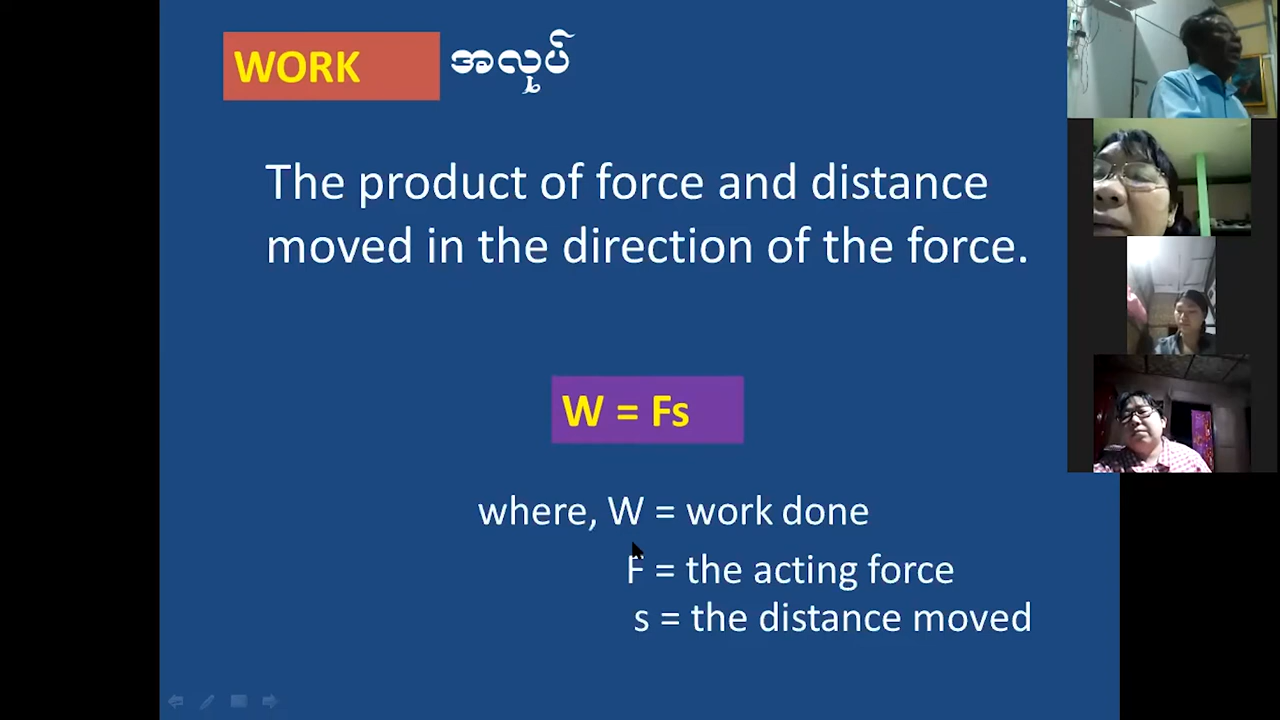 WORK အလုပ်
The product of force and distance
moved in the direction of the force.
W = Fs
where, W = work done
F = the acting force
s = the distance moved